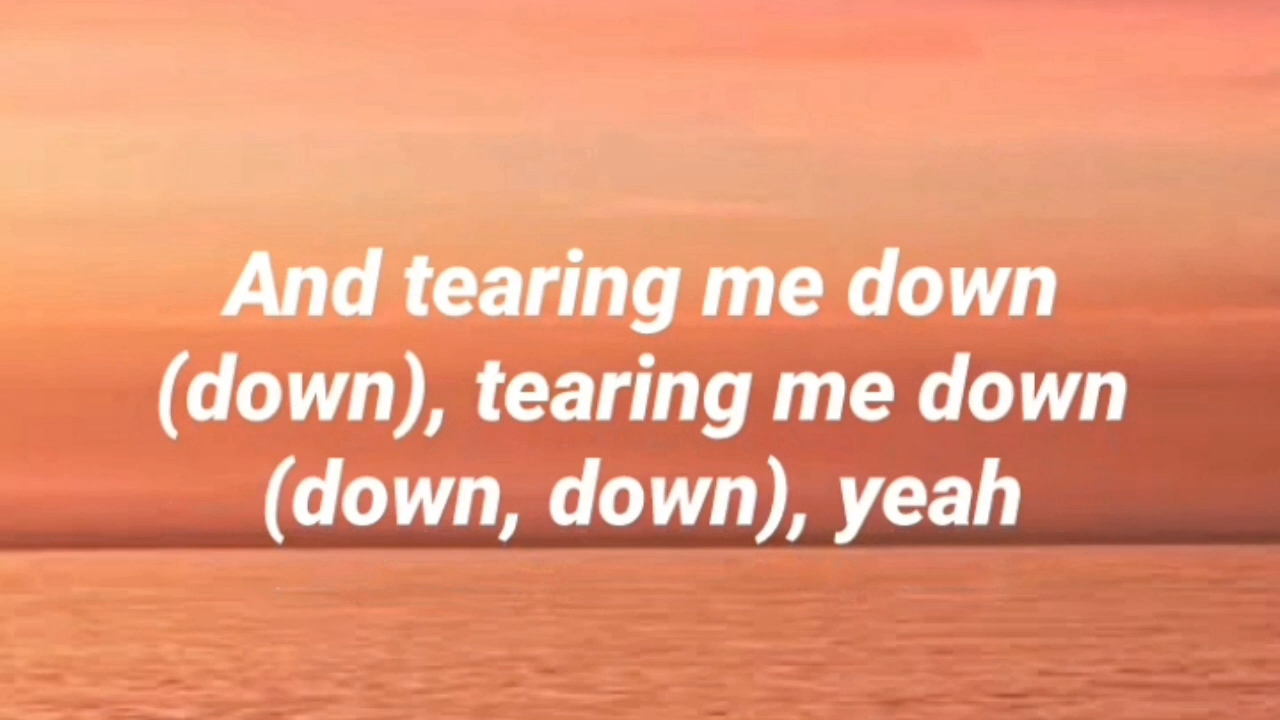 And tearing me down
(down), tearing me down
(down, down), yeah